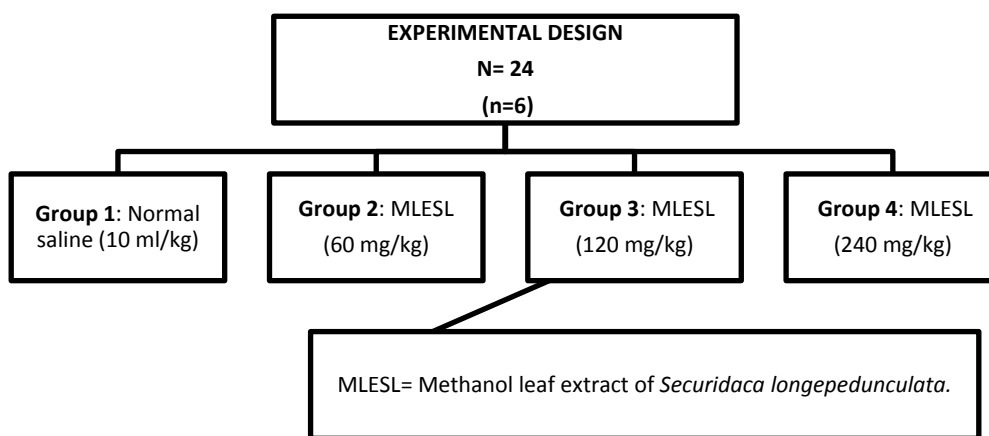 EXPERIMENTAL DESIGN
N= 24
(n=6)
Group 1: Normal
saline (10 ml/kg)
Group 2: MLESL
(60 mg/kg)
Group 3: MLESL
(120 mg/kg)
Group 4: MLESL
(240 mg/kg)
MLESL= Methanol leaf extract of Securidaca longepedunculata.